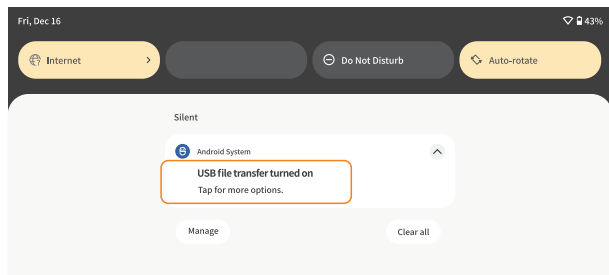 Fri, Dec 16 43%
Internet Do Not Disturb Auto-rotate
Silent
Android System
USB file transfer turned on
Tap for more options.
Manage Clear all